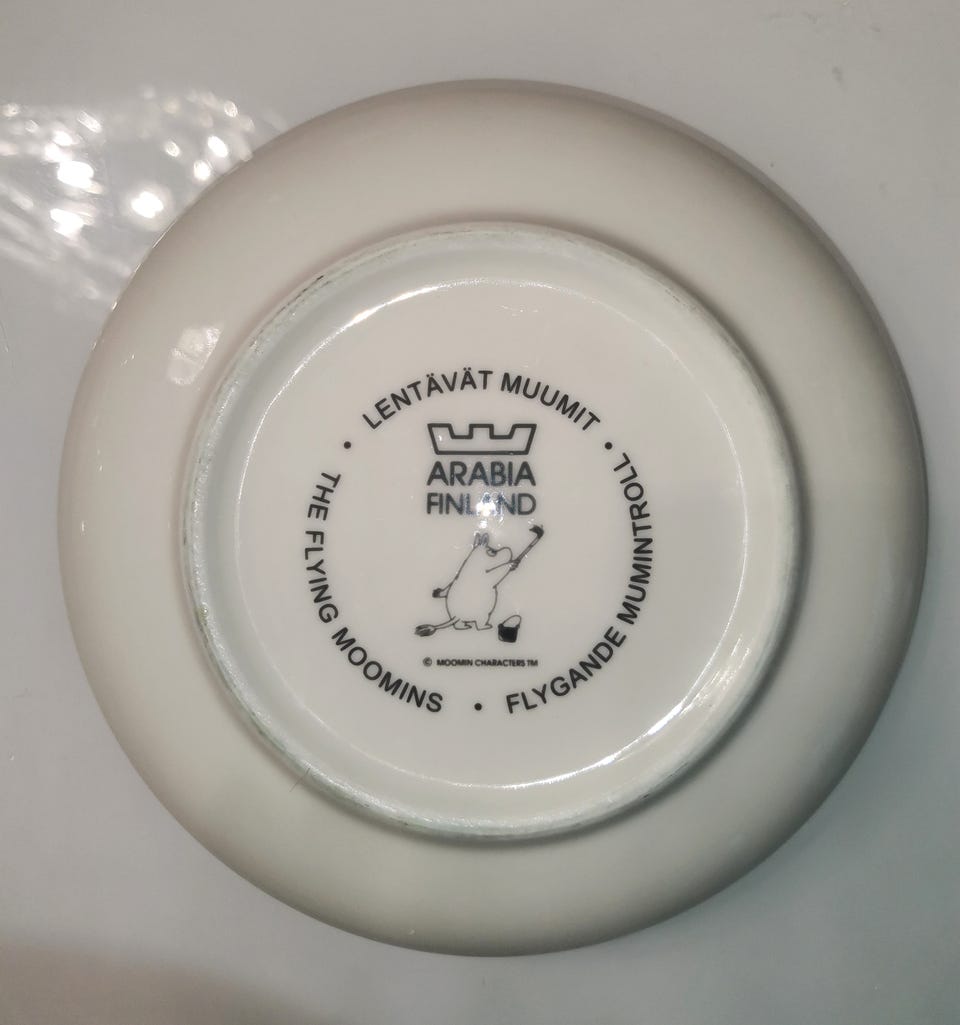 LENTÄVÄT MUUMIT •
ARABIA
FINLAND
© MOOMIN CHARACTERS TM
FLYGANDE MUMINTROLL •
THE FLYING MOOMINS •